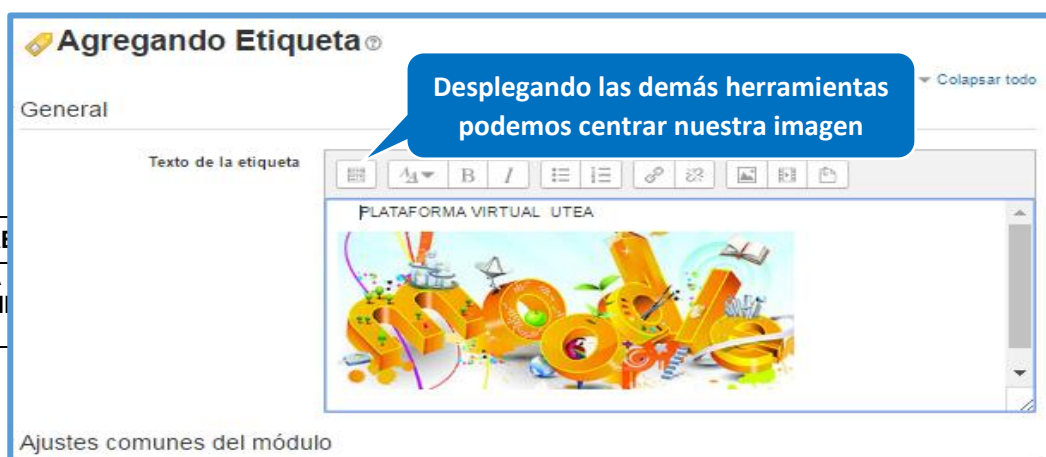 Agregando Etiqueta
Desplegando las demás herramientas
podemos centrar nuestra imagen
Colapsar todo
General
Texto de la etiqueta
B I
PLATAFORMA VIRTUAL UTEA
moodle
Ajustes comunes del módulo